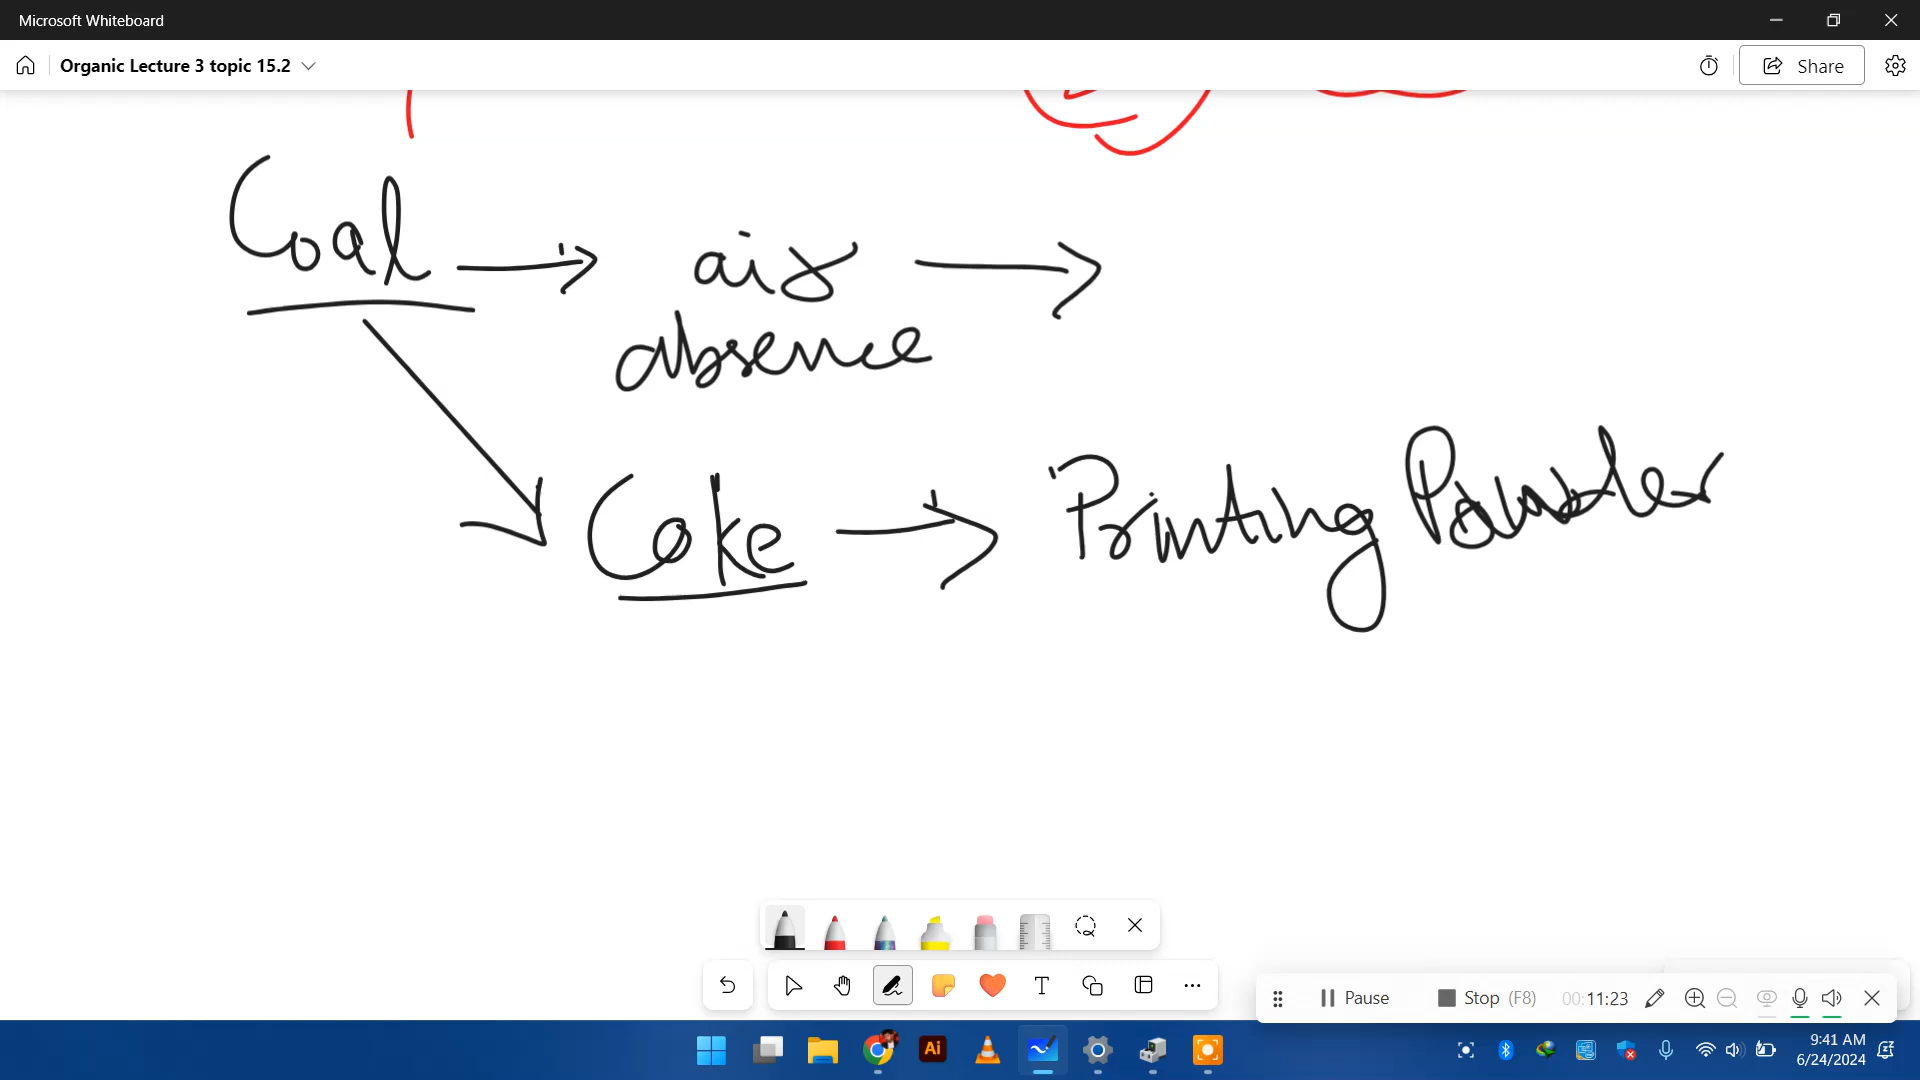 Microsoft Whiteboard
Organic Lecture 3 topic 15.2
Share
Coal → air →
absence
Coke → Printing Powder
T
Pause
Stop (F8)
00:11:23
Ai
9:41 AM
6/24/2024